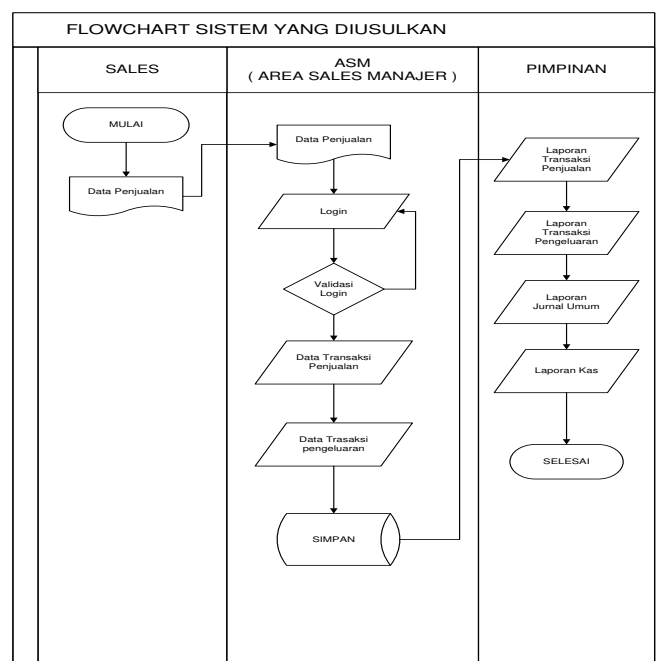 FLOWCHART SISTEM YANG DIUSULKAN
SALES
ASM
( AREA SALES MANAJER )
PIMPINAN
MULAI
Data Penjualan
Data Penjualan
Login
Validasi
Login
Data Transaksi
Penjualan
Data Trasaksi
pengeluaran
SIMPAN
Laporan
Transaksi
Penjualan
Laporan
Transaksi
Pengeluaran
Laporan
Jurnal Umum
Laporan Kas
SELESAI